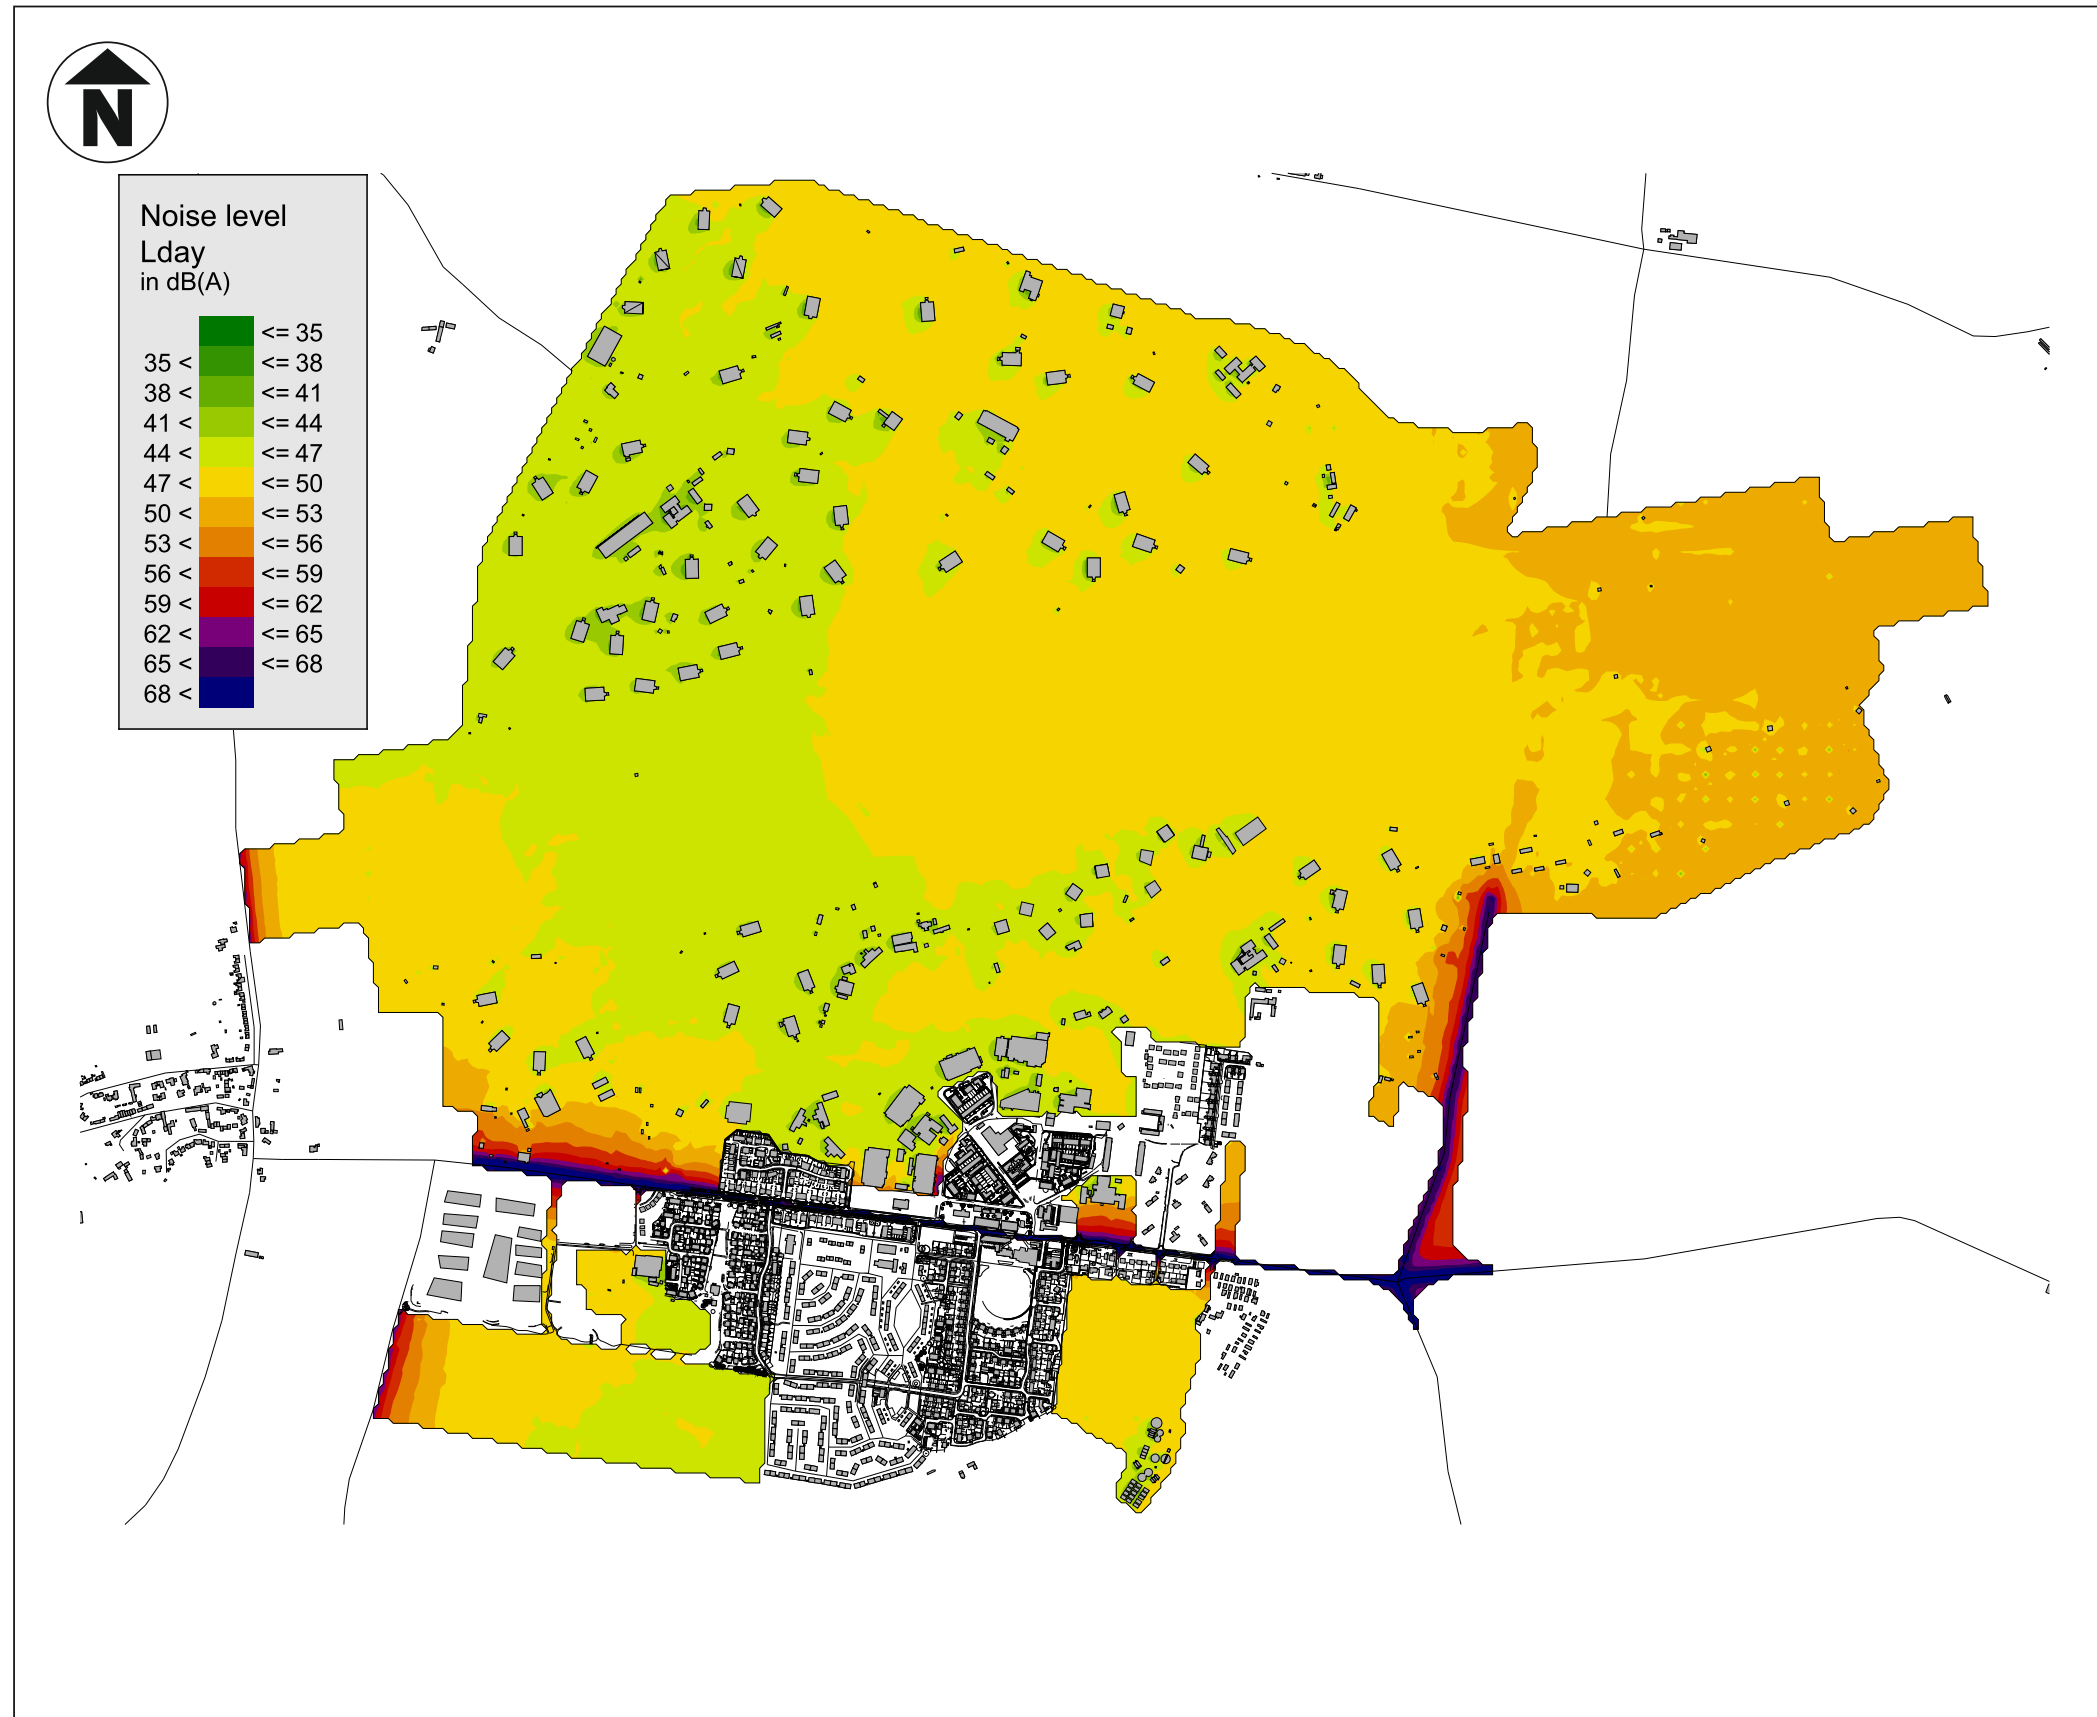 N
Noise level
Lday
in dB(A)
<= 35
35 < <= 38
38 < <= 41
41 < <= 44
44 < <= 47
47 < <= 50
50 < <= 53
53 < <= 56
56 < <= 59
59 < <= 62
62 < <= 65
65 < <= 68
68 <